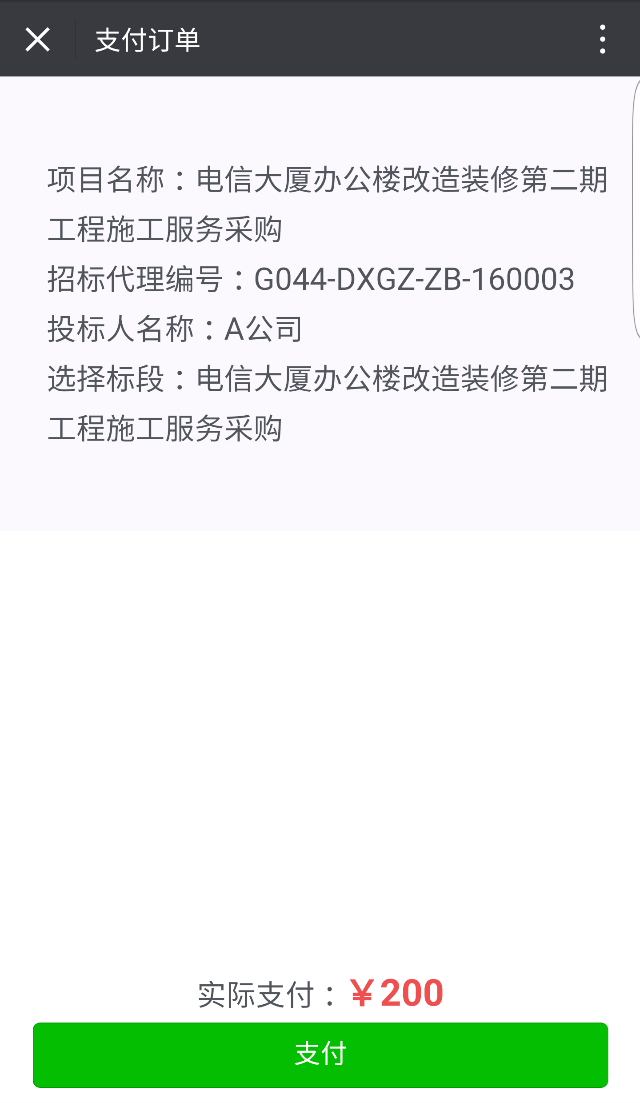 支付订单
项目名称：电信大厦办公楼改造装修第二期
工程施工服务采购
招标代理编号：G044-DXGZ-ZB-160003
投标人名称：A公司
选择标段：电信大厦办公楼改造装修第二期
工程施工服务采购
实际支付：￥200
支付